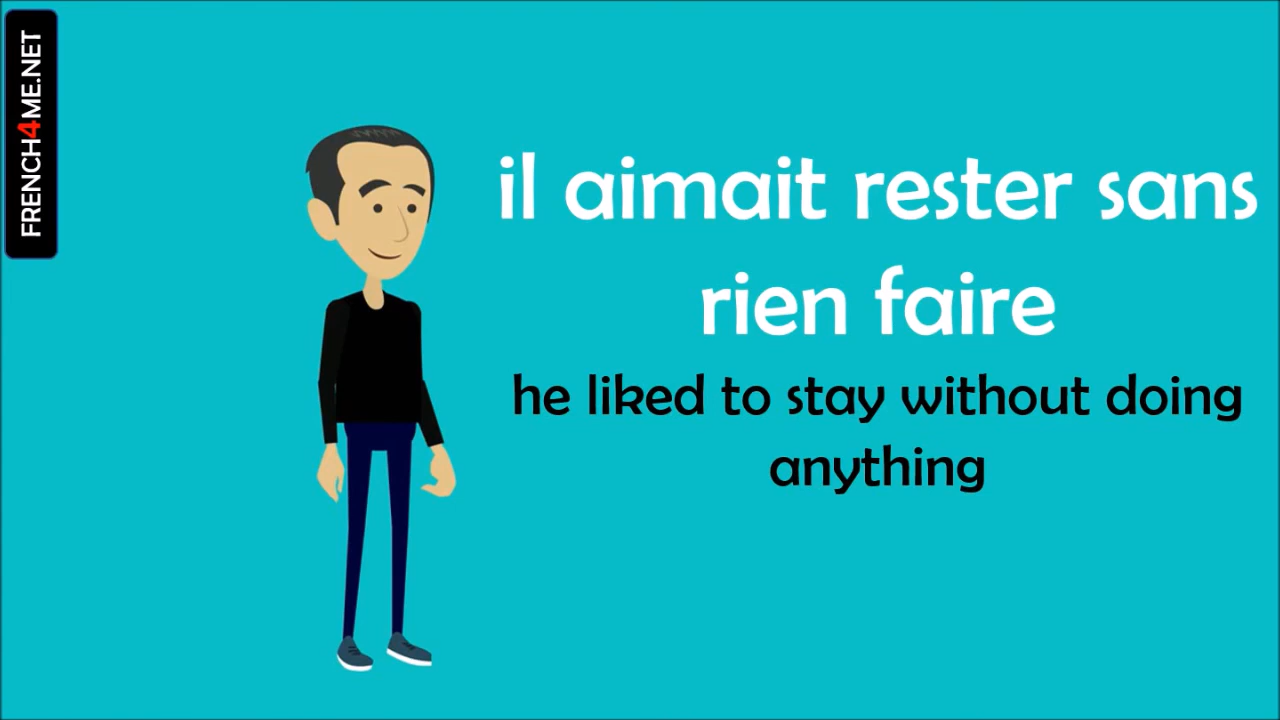 FRENCH4ME.NET
il aimait rester sans
rien faire
he liked to stay without doing
anything